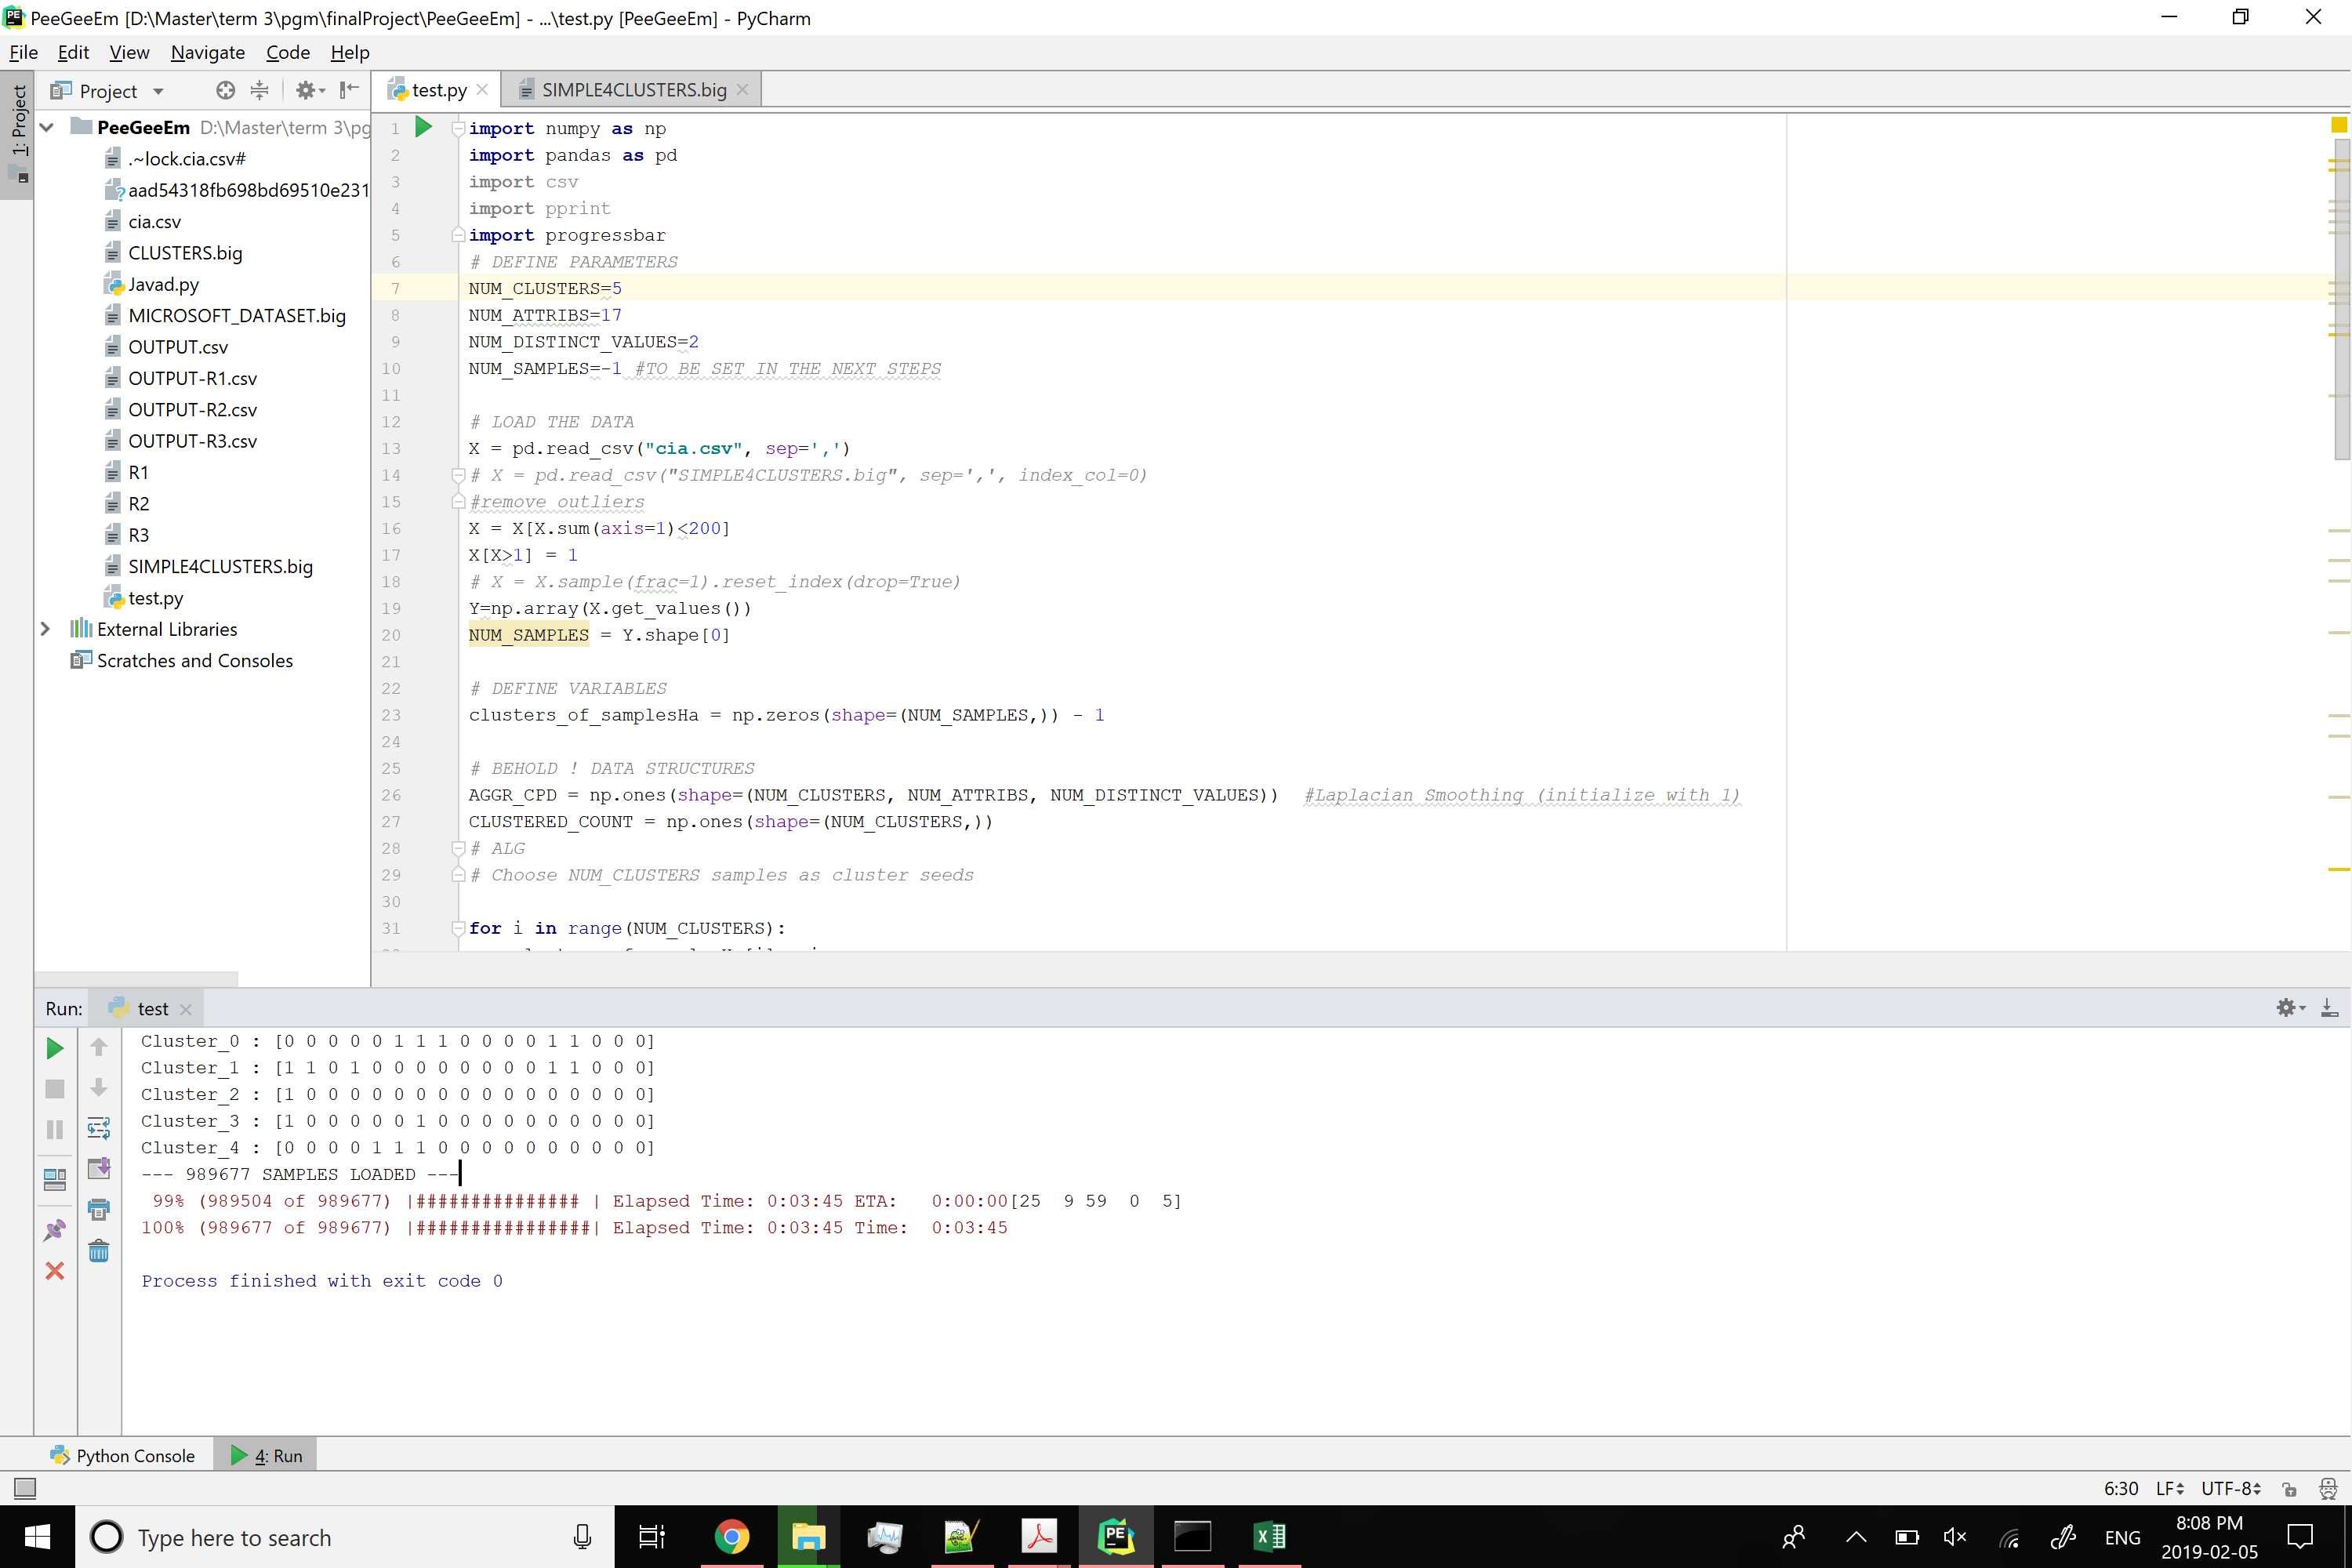 PeeGeeEm [D:\Master\term 3\pgm\finalProject\PeeGeeEm] - ...\test.py [PeeGeeEm] - PyCharm
File Edit View Navigate Code Help
1: Project
Project
PeeGeeEm D:\Master\term 3\pg
.~lock.cia.csv#
aad54318fb698bd69510e231
cia.csv
CLUSTERS.big
Javad.py
MICROSOFT_DATASET.big
OUTPUT.csv
OUTPUT-R1.csv
OUTPUT-R2.csv
OUTPUT-R3.csv
R1
R2
R3
SIMPLE4CLUSTERS.big
test.py
External Libraries
Scratches and Consoles
test.py SIMPLE4CLUSTERS.big
1 import numpy as np
2 import pandas as pd
3 import csv
4 import pprint
5 import progressbar
6 # DEFINE PARAMETERS
7 NUM_CLUSTERS=5
8 NUM_ATTRIBS=17
9 NUM_DISTINCT_VALUES=2
10 NUM_SAMPLES=-1 #TO BE SET IN THE NEXT STEPS
11
12 # LOAD THE DATA
13 X = pd.read_csv("cia.csv", sep=',')
14 # X = pd.read_csv("SIMPLE4CLUSTERS.big", sep=',', index_col=0)
15 #remove outliers
16 X = X[X.sum(axis=1)<200]
17 X[X>1] = 1
18 # X = X.sample(frac=1).reset_index(drop=True)
19 Y=np.array(X.get_values())
20 NUM_SAMPLES = Y.shape[0]
21
22 # DEFINE VARIABLES
23 clusters_of_samplesHa = np.zeros(shape=(NUM_SAMPLES,)) - 1
24
25 # BEHOLD ! DATA STRUCTURES
26 AGGR_CPD = np.ones(shape=(NUM_CLUSTERS, NUM_ATTRIBS, NUM_DISTINCT_VALUES)) #Laplacian Smoothing (initialize with 1)
27 CLUSTERED_COUNT = np.ones(shape=(NUM_CLUSTERS,))
28 # ALG
29 # Choose NUM_CLUSTERS samples as cluster seeds
30
31 for i in range(NUM_CLUSTERS):
Run: test
Cluster_0 : [0 0 0 0 0 1 1 1 0 0 0 0 1 1 0 0 0]
Cluster_1 : [1 1 0 1 0 0 0 0 0 0 0 0 1 1 0 0 0]
Cluster_2 : [1 0 0 0 0 0 0 0 0 0 0 0 0 0 0 0 0]
Cluster_3 : [1 0 0 0 0 0 1 0 0 0 0 0 0 0 0 0 0]
Cluster_4 : [0 0 0 0 1 1 1 0 0 0 0 0 0 0 0 0 0]
--- 989677 SAMPLES LOADED ---
99% (989504 of 989677) |############### | Elapsed Time: 0:03:45 ETA: 0:00:00[25 9 59 0 5]
100% (989677 of 989677) |################| Elapsed Time: 0:03:45 Time: 0:03:45
Process finished with exit code 0
Python Console 4: Run
6:30 LF UTF-8
Type here to search
ENG
8:08 PM
2019-02-05